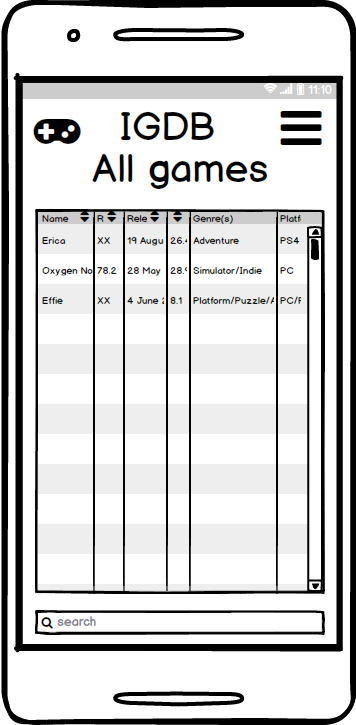 11:10
IGDB
All games
Name R Rele Genre(s) Platf
Erica XX 19 Augu 26.4 Adventure PS4
Oxygen No 78.2 28 May 28.9 Simulator/Indie PC
Effie XX 4 June 2 8.1 Platform/Puzzle/A PC/P
search